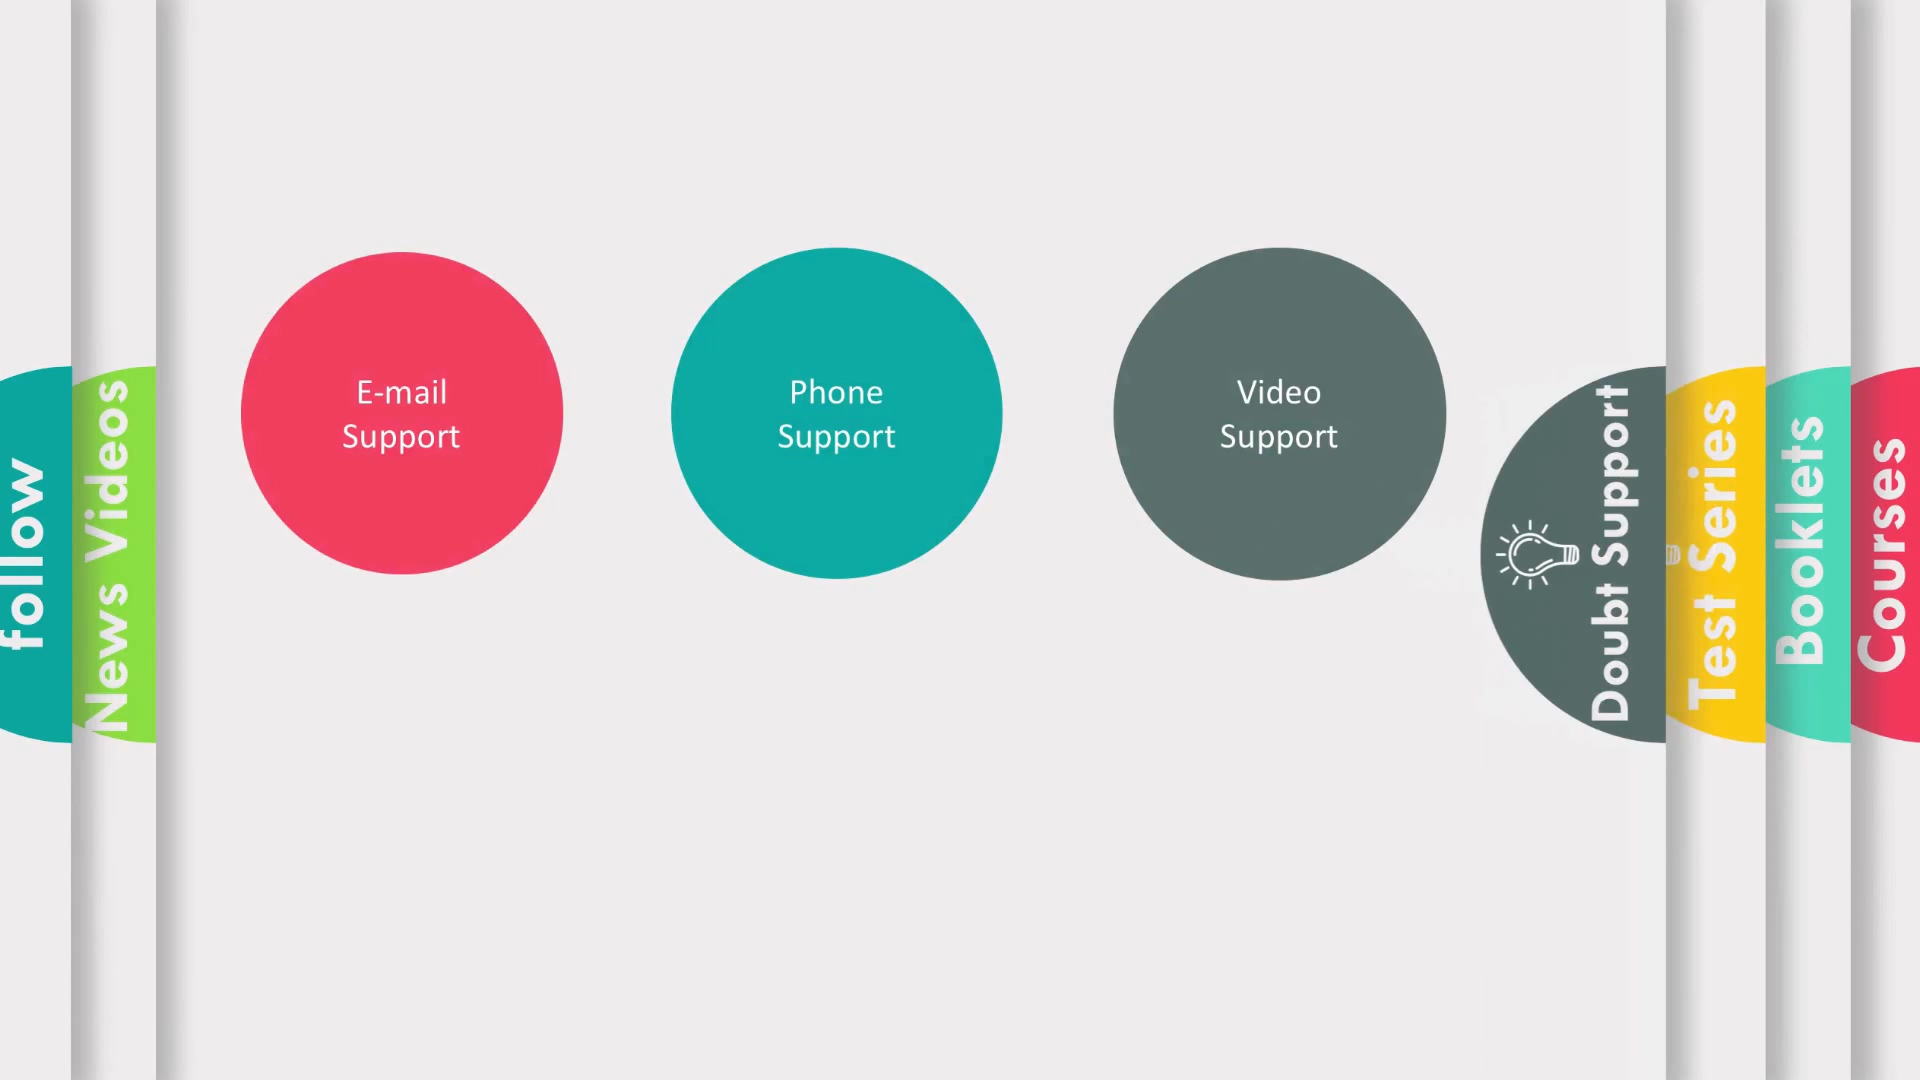 follow
News Videos
E-mail
Support
Phone
Support
Video
Support
Doubt Support
Test Series
Booklets
Courses